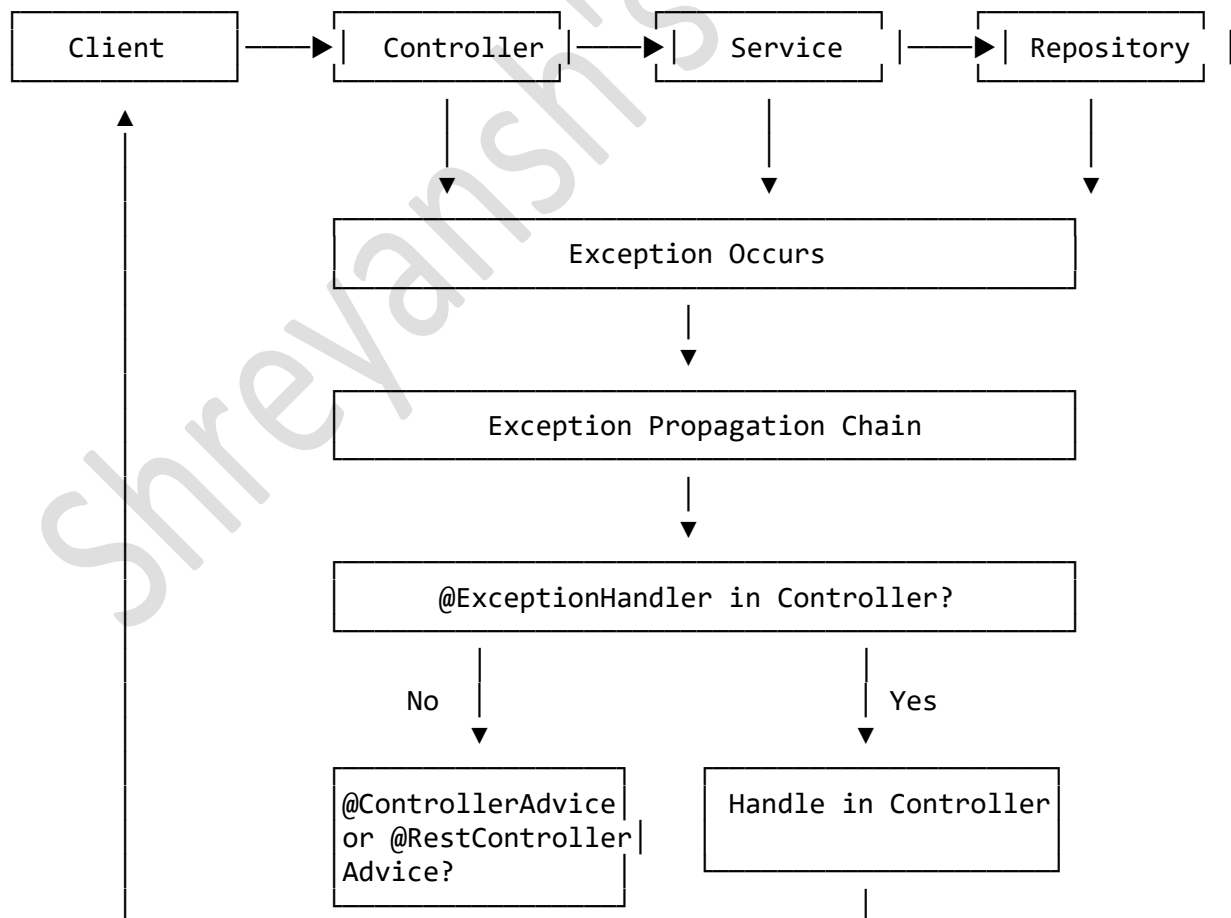 Client Controller Service Repository
Exception Occurs
Exception Propagation Chain
@ExceptionHandler in Controller?
No Yes
@ControllerAdvice Handle in Controller
or @RestController
Advice?
Shreyansh's